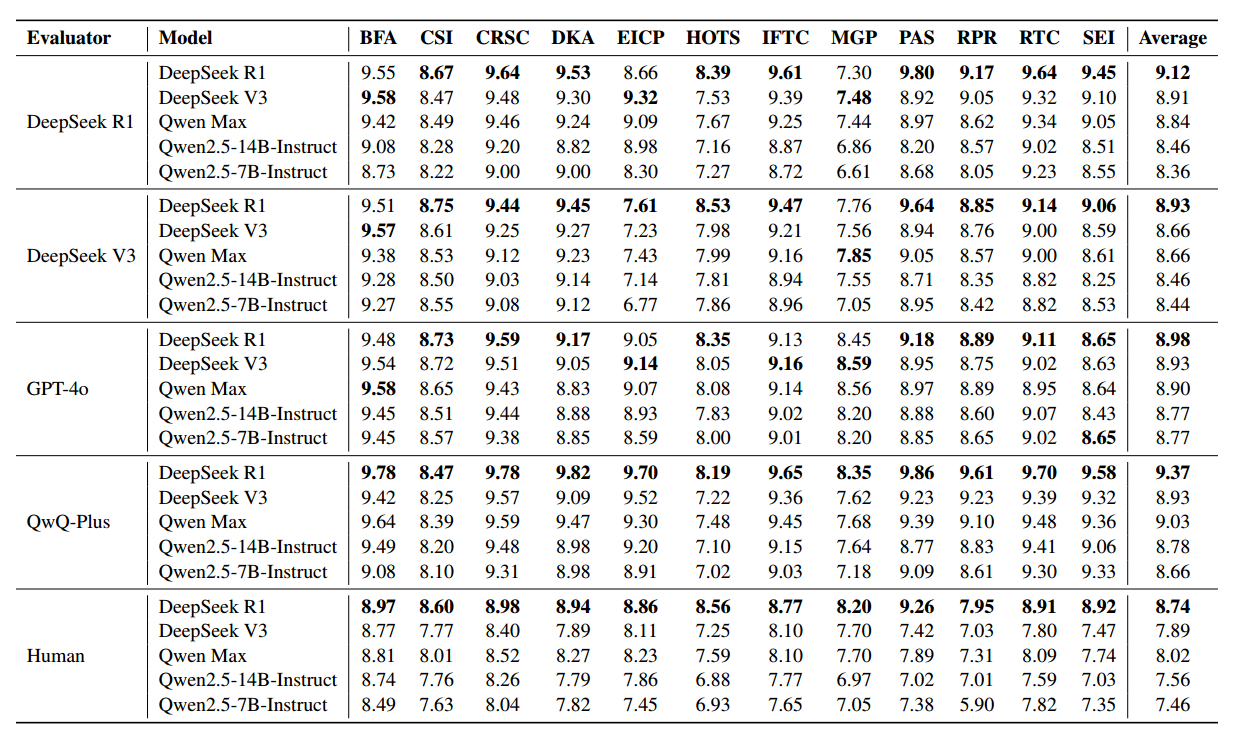 Evaluator Model BFA CSI CRSC DKA EICP HOTS IFTC MGP PAS RPR RTC SEI Average
DeepSeek R1 9.55 8.67 9.64 9.53 8.66 8.39 9.61 7.30 9.80 9.17 9.64 9.45 9.12
DeepSeek V3 9.58 8.47 9.48 9.30 9.32 7.53 9.39 7.48 8.92 9.05 9.32 9.10 8.91
DeepSeek R1 Qwen Max 9.42 8.49 9.46 9.24 9.09 7.67 9.25 7.44 8.97 8.62 9.34 9.05 8.84
Qwen2.5-14B-Instruct 9.08 8.28 9.20 8.82 8.98 7.16 8.87 6.86 8.20 8.57 9.02 8.51 8.46
Qwen2.5-7B-Instruct 8.73 8.22 9.00 9.00 8.30 7.27 8.72 6.61 8.68 8.05 9.23 8.55 8.36
DeepSeek R1 9.51 8.75 9.44 9.45 7.61 8.53 9.47 7.76 9.64 8.85 9.14 9.06 8.93
DeepSeek V3 9.57 8.61 9.25 9.27 7.23 7.98 9.21 7.56 8.94 8.76 9.00 8.59 8.66
DeepSeek V3 Qwen Max 9.38 8.53 9.12 9.23 7.43 7.99 9.16 7.85 9.05 8.57 9.00 8.61 8.66
Qwen2.5-14B-Instruct 9.28 8.50 9.03 9.14 7.14 7.81 8.94 7.55 8.71 8.35 8.82 8.25 8.46
Qwen2.5-7B-Instruct 9.27 8.55 9.08 9.12 6.77 7.86 8.96 7.05 8.95 8.42 8.82 8.53 8.44
DeepSeek R1 9.48 8.73 9.59 9.17 9.05 8.35 9.13 8.45 9.18 8.89 9.11 8.65 8.98
DeepSeek V3 9.54 8.72 9.51 9.05 9.14 8.05 9.16 8.59 8.95 8.75 9.02 8.63 8.93
GPT-4o Qwen Max 9.58 8.65 9.43 8.83 9.07 8.08 9.14 8.56 8.97 8.89 8.95 8.64 8.90
Qwen2.5-14B-Instruct 9.45 8.51 9.44 8.88 8.93 7.83 9.02 8.20 8.88 8.60 9.07 8.43 8.77
Qwen2.5-7B-Instruct 9.45 8.57 9.38 8.85 8.59 8.00 9.01 8.20 8.85 8.65 9.02 8.65 8.77
DeepSeek R1 9.78 8.47 9.78 9.82 9.70 8.19 9.65 8.35 9.86 9.61 9.70 9.58 9.37
DeepSeek V3 9.42 8.25 9.57 9.09 9.52 7.22 9.36 7.62 9.23 9.23 9.39 9.32 8.93
QwQ-Plus Qwen Max 9.64 8.39 9.59 9.47 9.30 7.48 9.45 7.68 9.39 9.10 9.48 9.36 9.03
Qwen2.5-14B-Instruct 9.49 8.20 9.48 8.98 9.20 7.10 9.15 7.64 8.77 8.83 9.41 9.06 8.78
Qwen2.5-7B-Instruct 9.08 8.10 9.31 8.98 8.91 7.02 9.03 7.18 9.09 8.61 9.30 9.33 8.66
DeepSeek R1 8.97 8.60 8.98 8.94 8.86 8.56 8.77 8.20 9.26 7.95 8.91 8.92 8.74
DeepSeek V3 8.77 7.77 8.40 7.89 8.11 7.25 8.10 7.70 7.42 7.03 7.80 7.47 7.89
Human Qwen Max 8.81 8.01 8.52 8.27 8.23 7.59 8.10 7.70 7.89 7.31 8.09 7.74 8.02
Qwen2.5-14B-Instruct 8.74 7.76 8.26 7.79 7.86 6.88 7.77 6.97 7.02 7.01 7.59 7.03 7.56
Qwen2.5-7B-Instruct 8.49 7.63 8.04 7.82 7.45 6.93 7.65 7.05 7.38 5.90 7.82 7.35 7.46